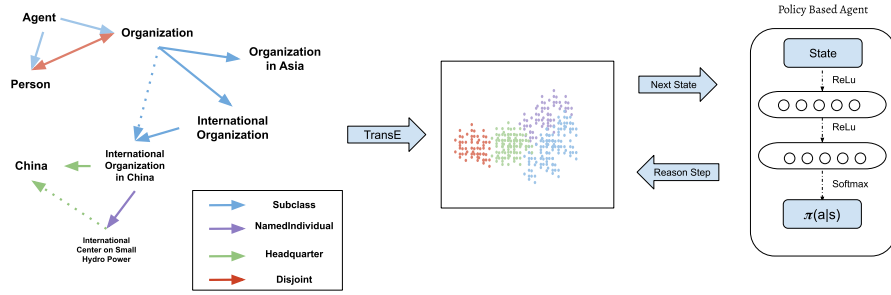 Agent
Organization
Person
Organization
in Asia
International
Organization
International
Organization
in China
China
International
Center on Small
Hydro Power
Subclass
NamedIndividual
Headquarter
Disjoint
TransE
Next State
Reason Step
Policy Based Agent
State
ReLu
ReLu
Softmax
π(a|s)